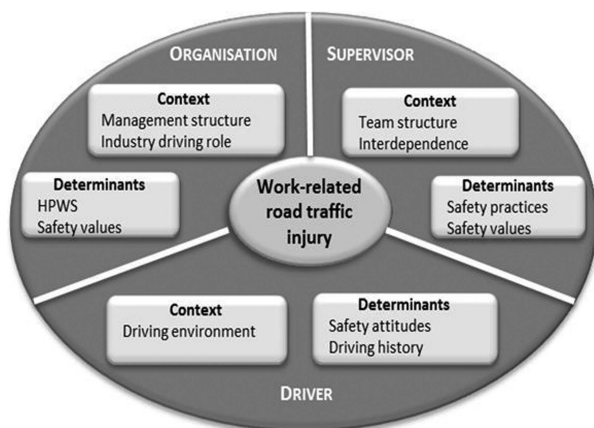 ORGANISATION
Context
Management structure
Industry driving role
Determinants
HPWS
Safety values
SUPERVISOR
Context
Team structure
Interdependence
Determinants
Safety practices
Safety values
Work-related
road traffic
injury
Context
Driving environment
Determinants
Safety attitudes
Driving history
DRIVER